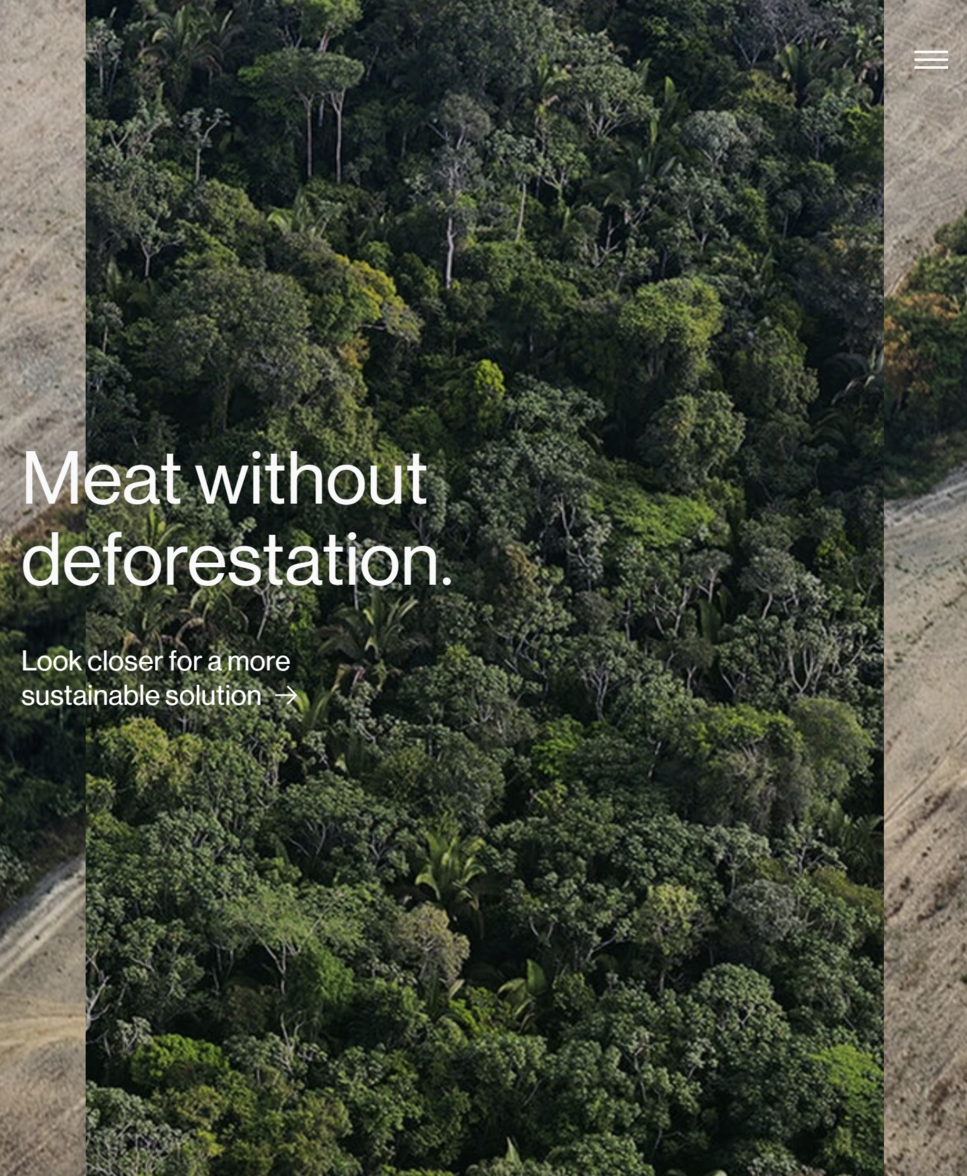 Meat without
deforestation.
Look closer for a more
sustainable solution →